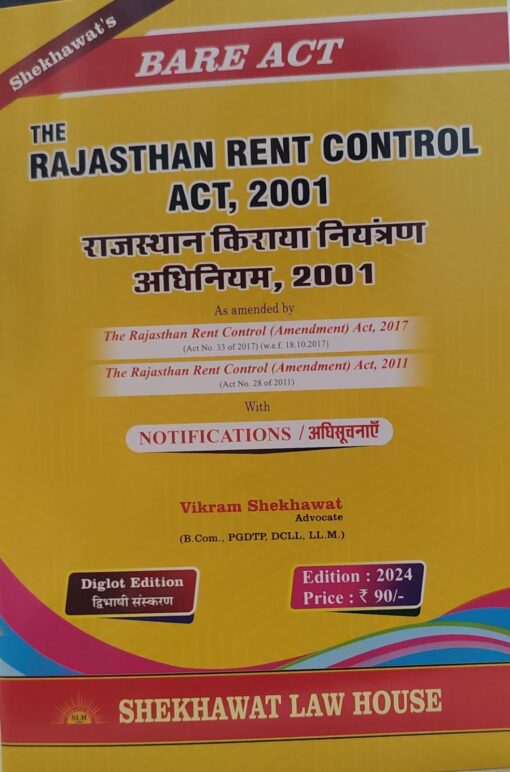 Shekhawat's
BARE ACT
THE
RAJASTHAN RENT CONTROL
ACT, 2001
राजस्थान किराया नियंत्रण
अधिनियम, 2001
As amended by
The Rajasthan Rent Control (Amendment) Act, 2017
(Act No. 33 of 2017) (w.e.f. 18.10.2017)
The Rajasthan Rent Control (Amendment) Act, 2011
(Act No. 28 of 2011)
With
NOTIFICATIONS / अधिसूचनाएँ
Vikram Shekhawat
Advocate
(B.Com., PGDTP, DCLL, LL.M.)
Diglot Edition
द्विभाषी संस्करण
Edition : 2024
Price : ₹ 90/-
SLH
SHEKHAWAT LAW HOUSE